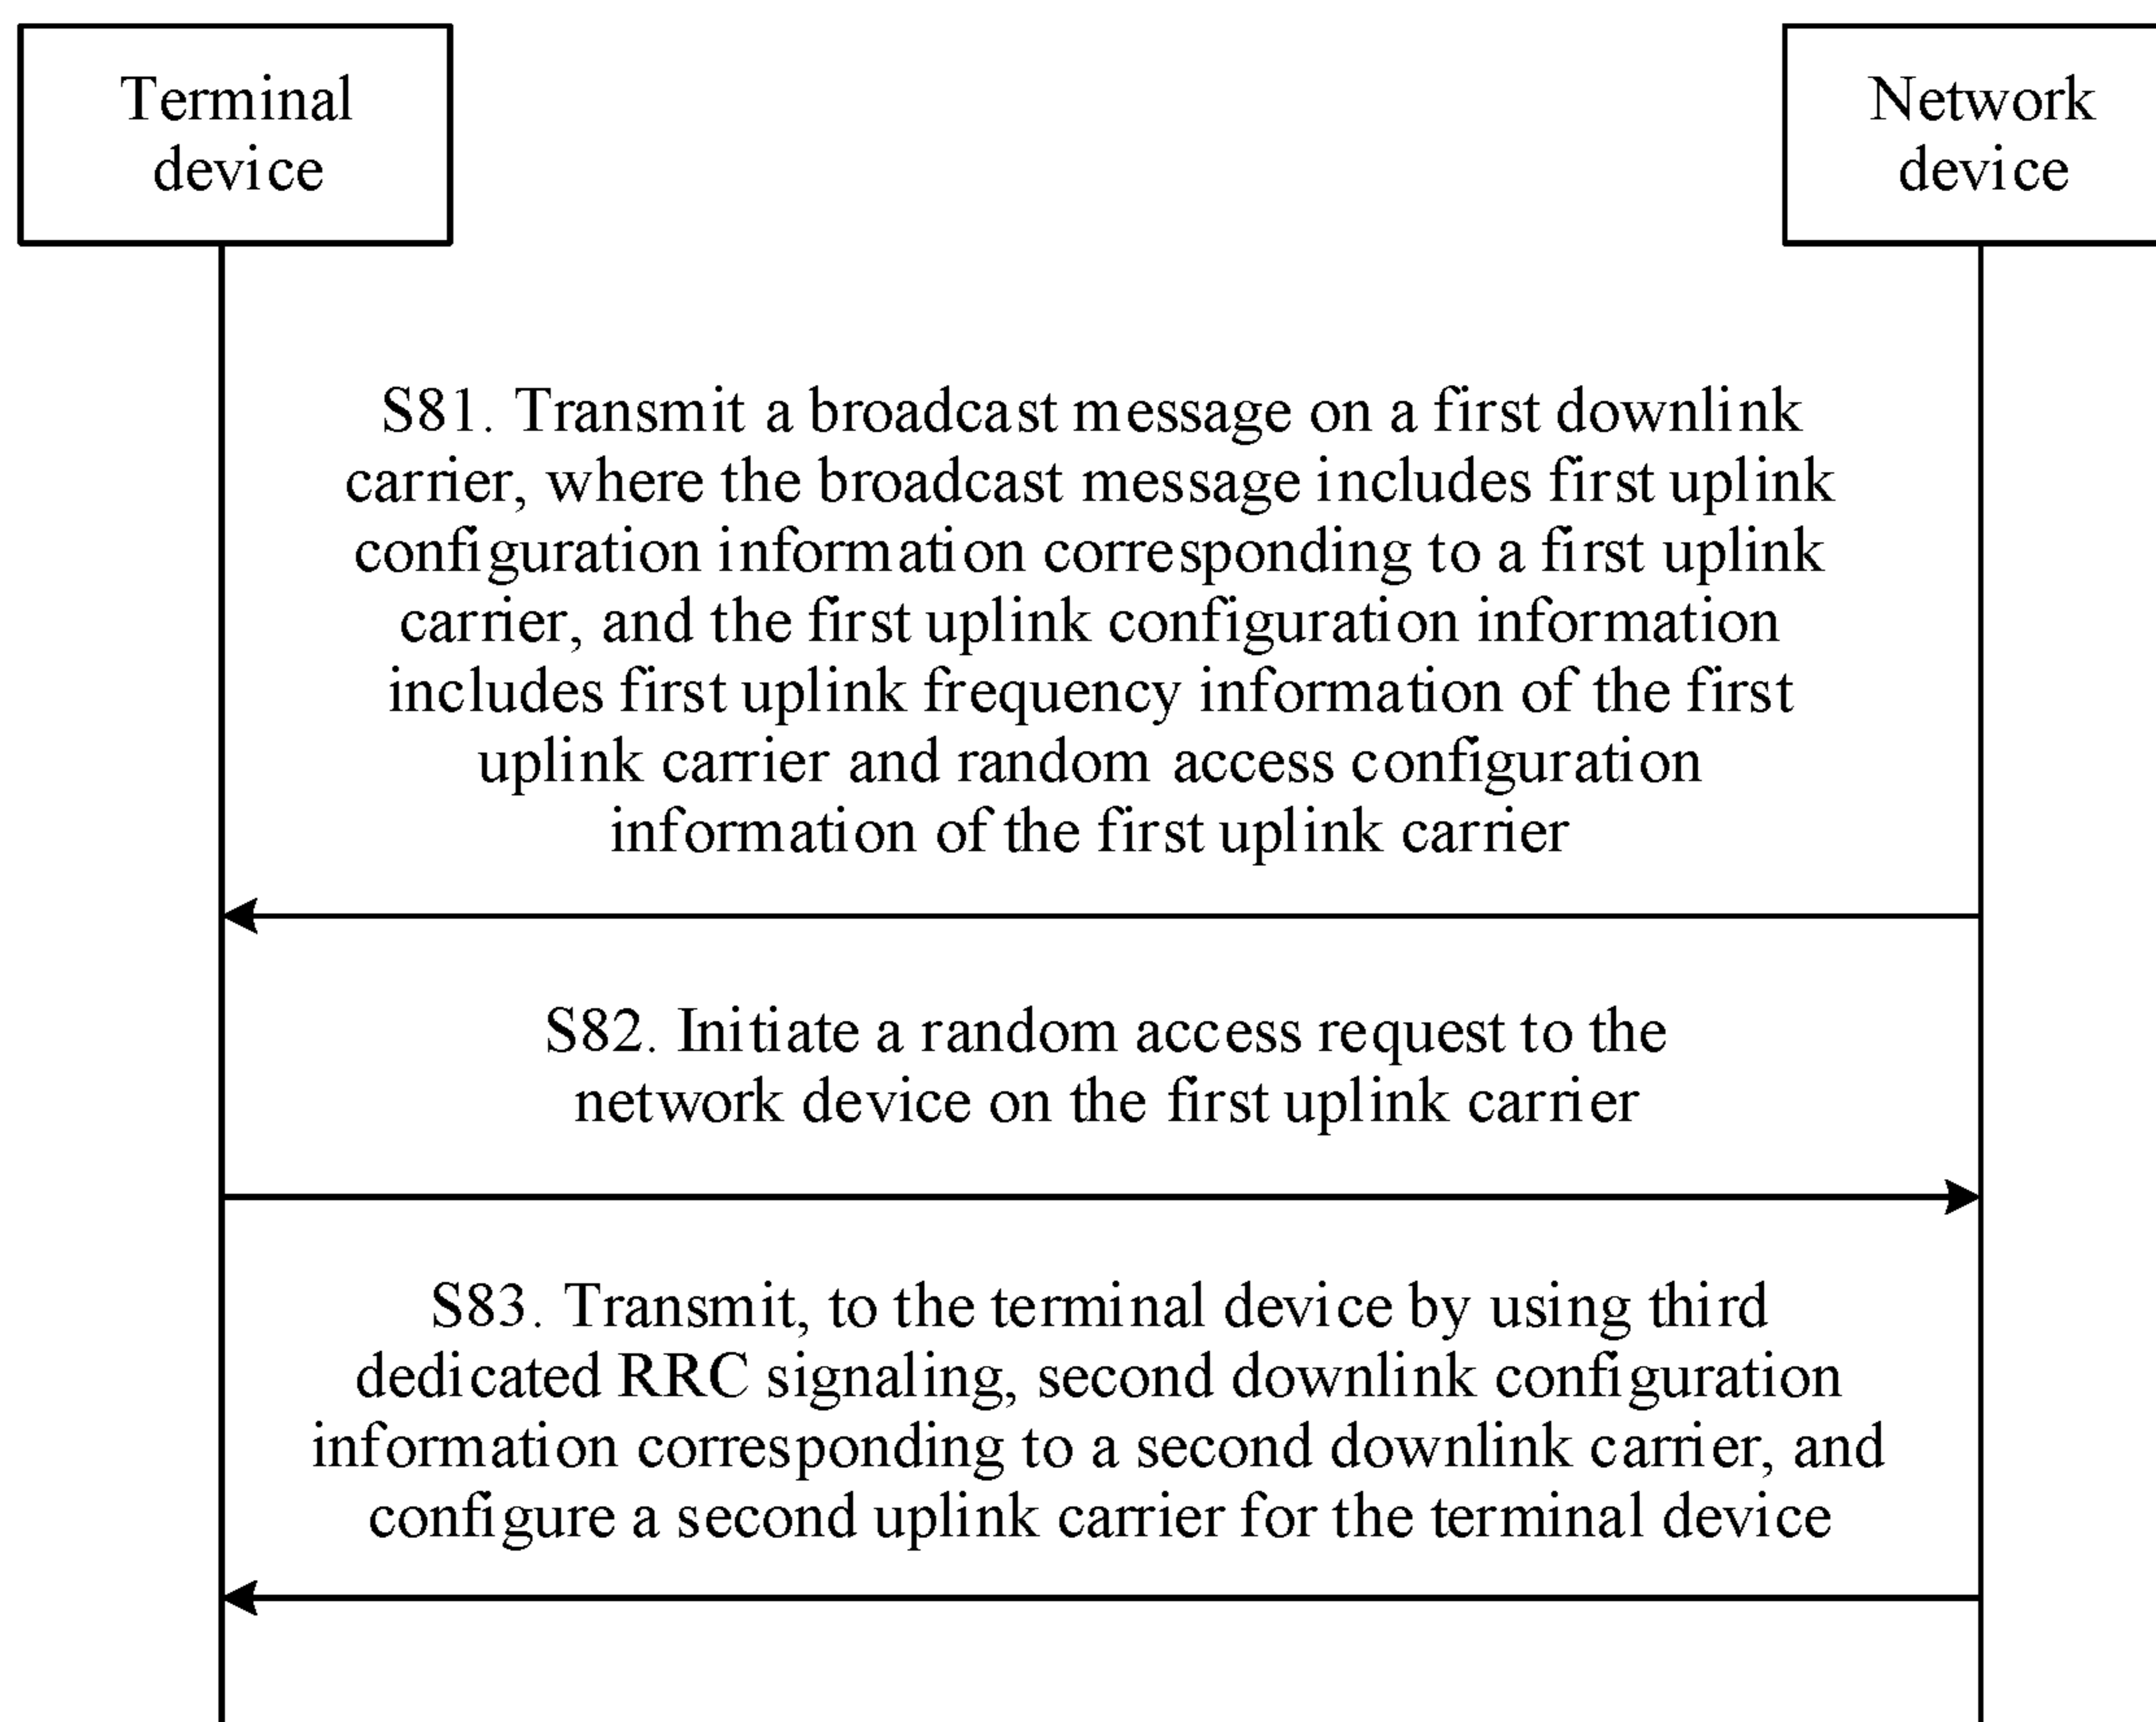 Terminal
device
Network
device
S81. Transmit a broadcast message on a first downlink
carrier, where the broadcast message includes first uplink
configuration information corresponding to a first uplink
carrier, and the first uplink configuration information
includes first uplink frequency information of the first
uplink carrier and random access configuration
information of the first uplink carrier
S82. Initiate a random access request to the
network device on the first uplink carrier
S83. Transmit, to the terminal device by using third
dedicated RRC signaling, second downlink configuration
information corresponding to a second downlink carrier, and
configure a second uplink carrier for the terminal device